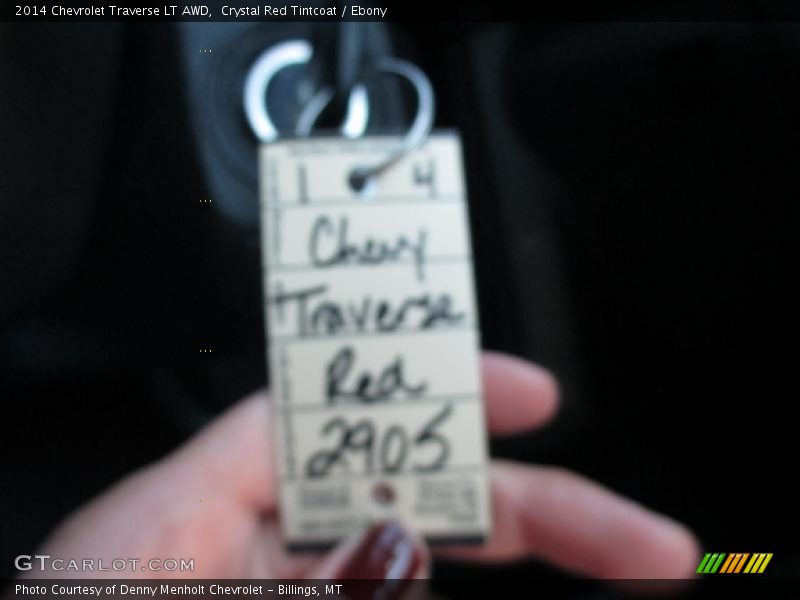 2014 Chevrolet Traverse LT AWD, Crystal Red Tintcoat / Ebony
1 4
Chevy
Traverse
Red
2905
GTCARLOT.COM
Photo Courtesy of Denny Menholt Chevrolet - Billings, MT